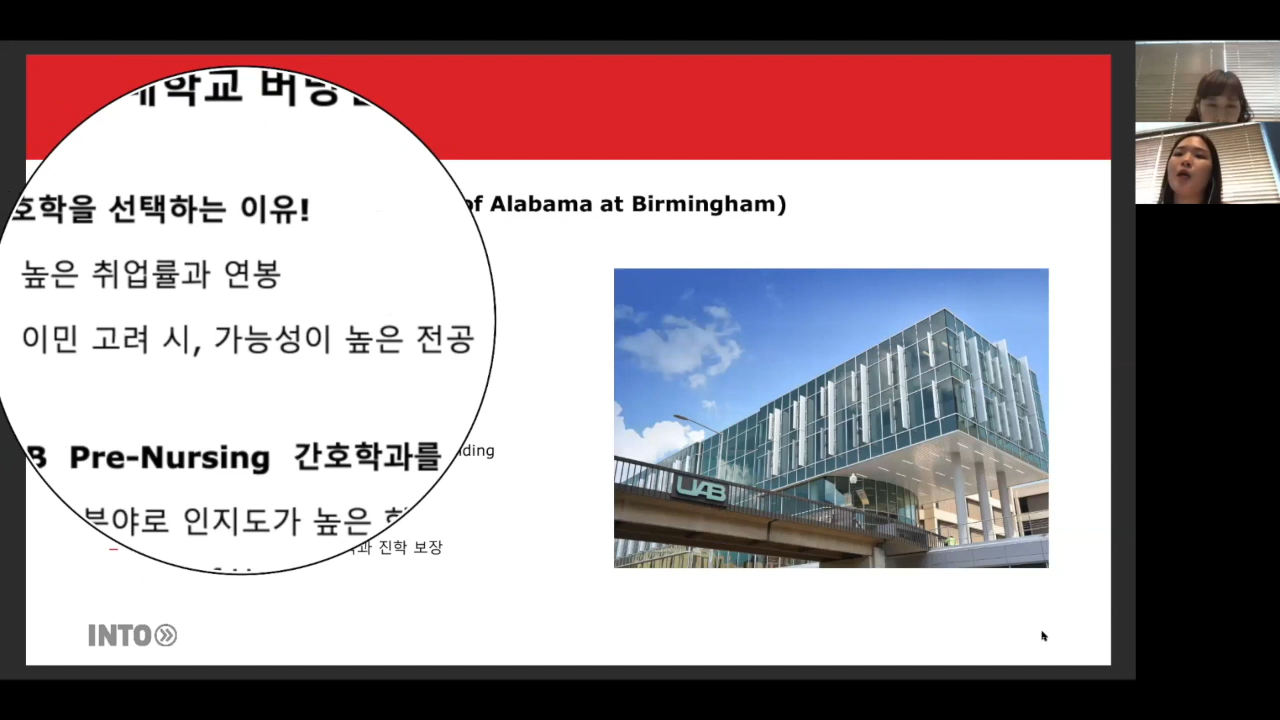 대학교 버밍
of Alabama at Birmingham)
호학을 선택하는 이유!
높은 취업률과 연봉
이민 고려 시, 가능성이 높은 전공
B Pre-Nursing 간호학과를
nding
분야로 인지도가 높은
과 진학 보장
UAB
INTO